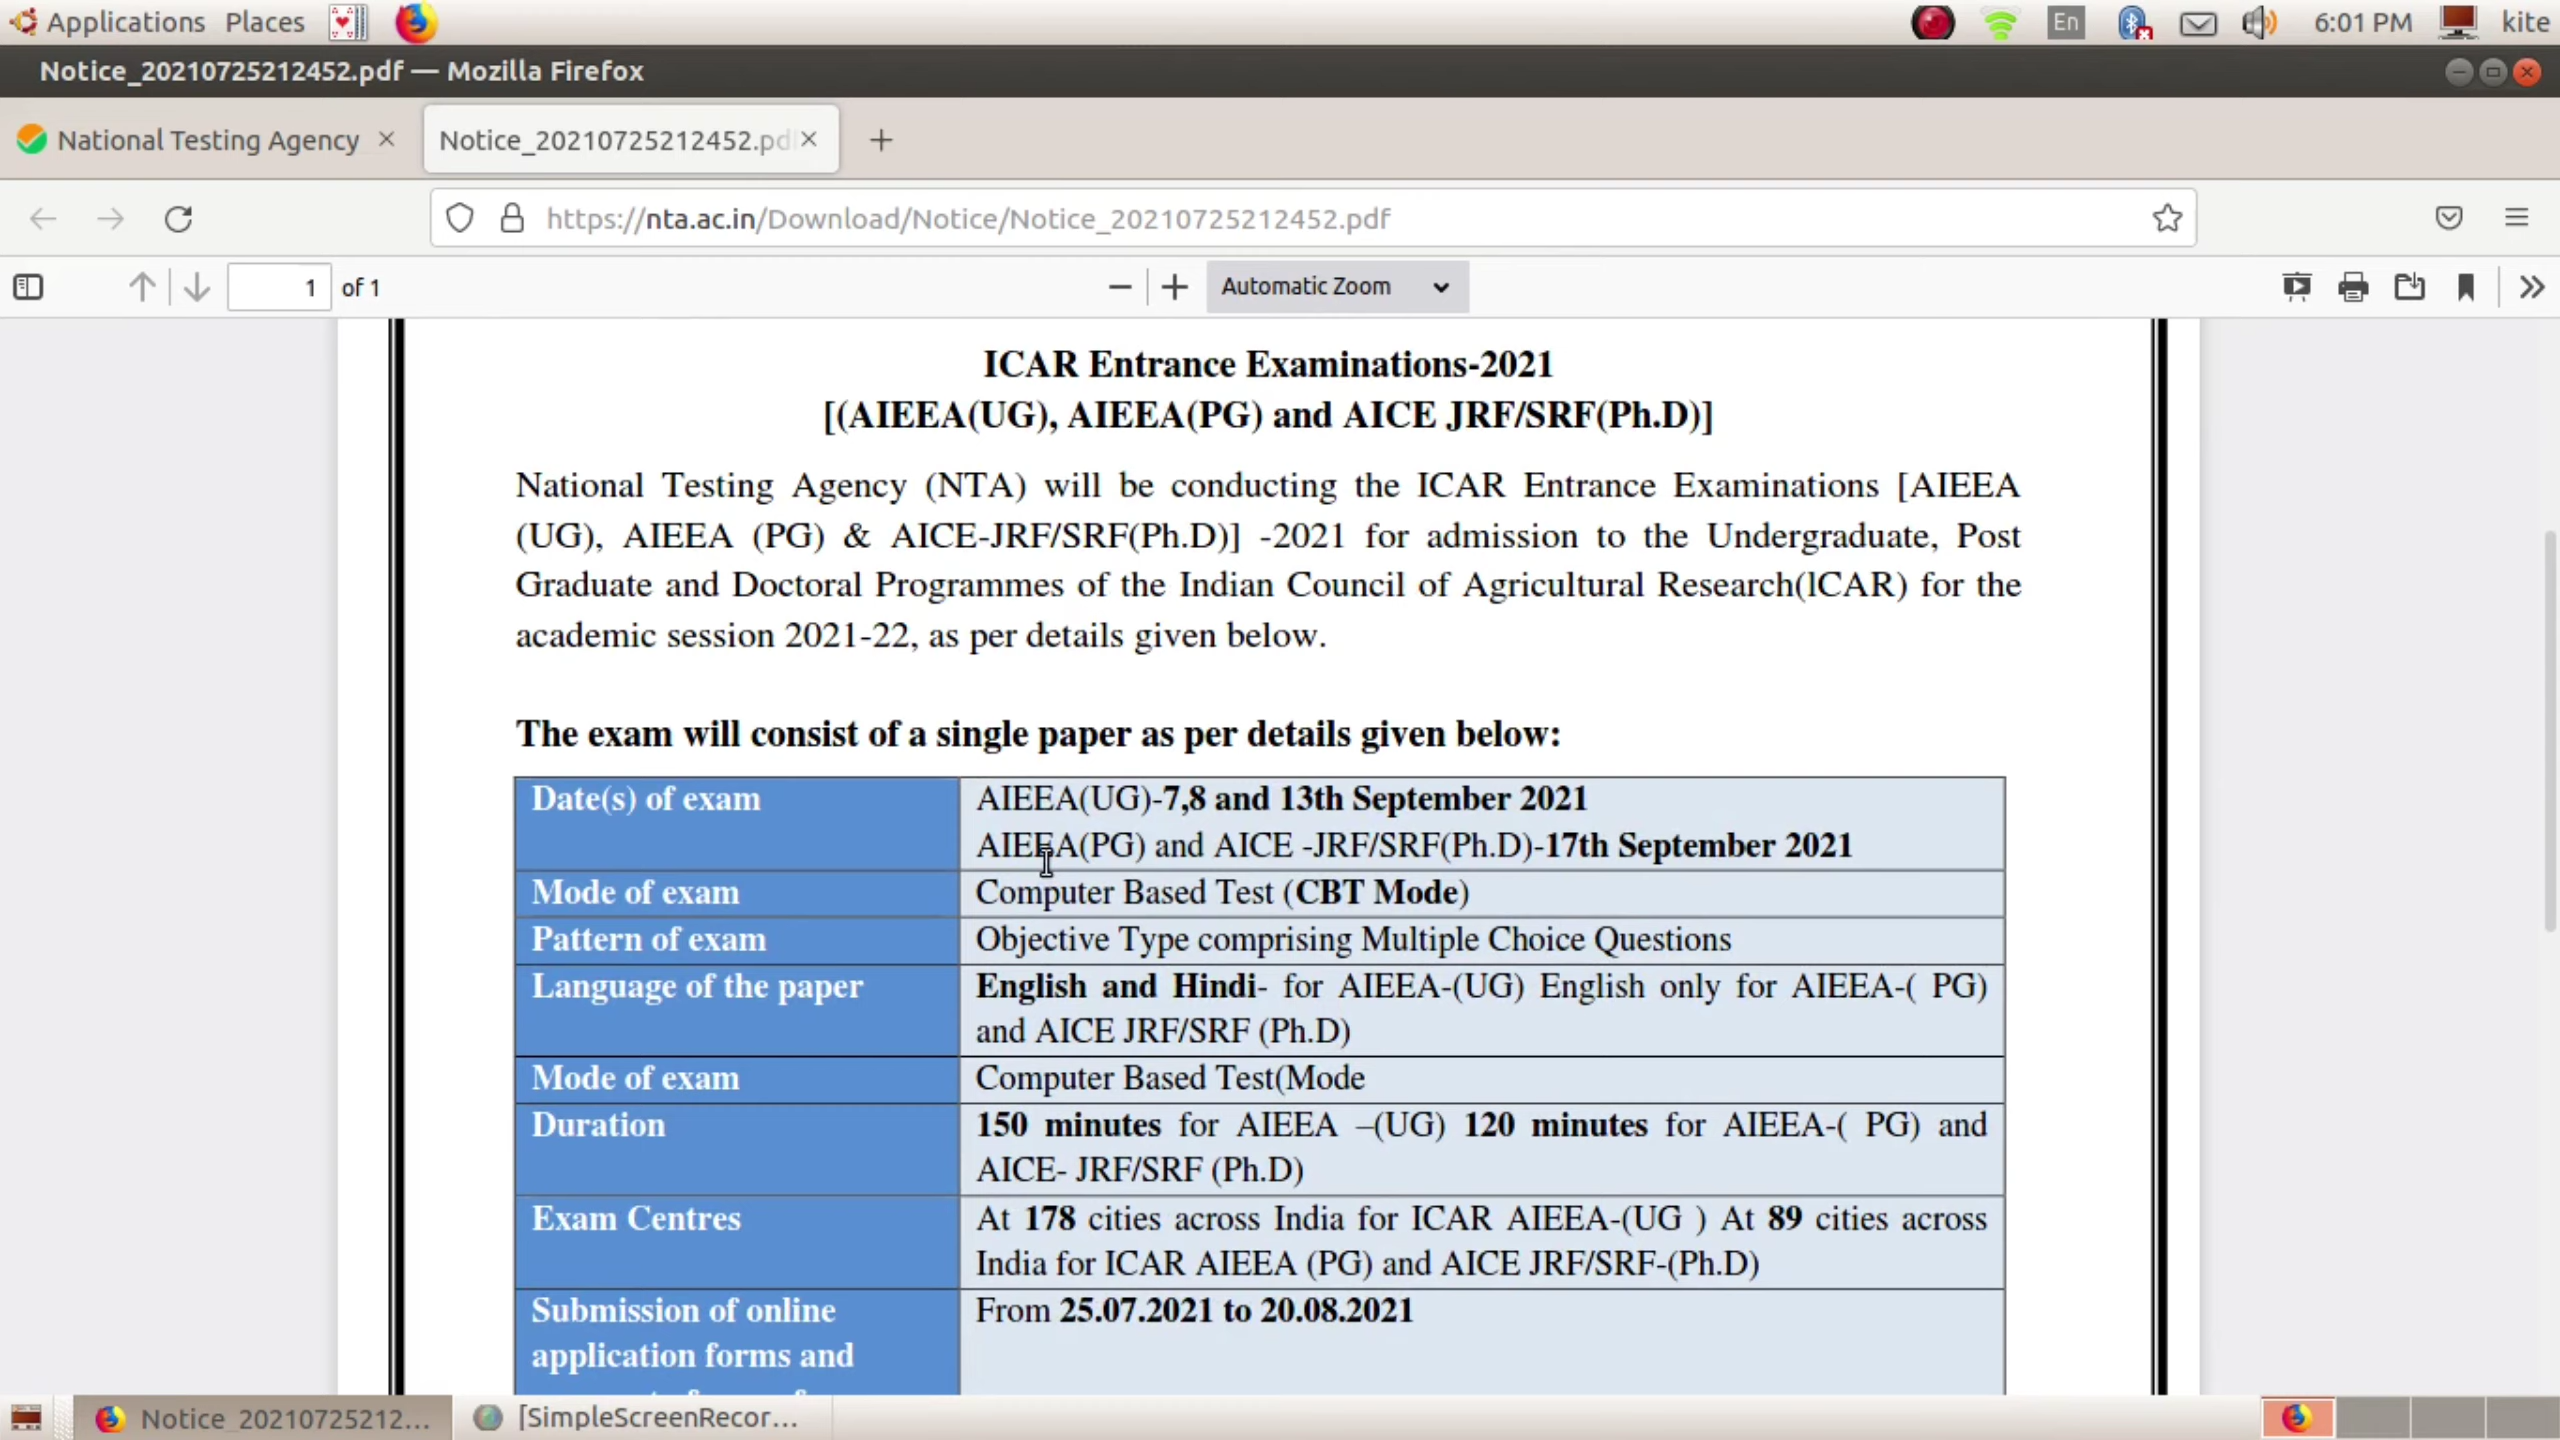 Applications Places En 6:01 PM kite
Notice_20210725212452.pdf — Mozilla Firefox
National Testing Agency Notice_20210725212452.pd
https://nta.ac.in/Download/Notice/Notice_20210725212452.pdf
1 of 1 Automatic Zoom
ICAR Entrance Examinations-2021
[(AIEEA(UG), AIEEA(PG) and AICE JRF/SRF(Ph.D)]
National Testing Agency (NTA) will be conducting the ICAR Entrance Examinations [AIEEA
(UG), AIEEA (PG) & AICE-JRF/SRF(Ph.D)] -2021 for admission to the Undergraduate, Post
Graduate and Doctoral Programmes of the Indian Council of Agricultural Research(lCAR) for the
academic session 2021-22, as per details given below.
The exam will consist of a single paper as per details given below:
Date(s) of exam AIEEA(UG)-7,8 and 13th September 2021
AIEEA(PG) and AICE -JRF/SRF(Ph.D)-17th September 2021
Mode of exam Computer Based Test (CBT Mode)
Pattern of exam Objective Type comprising Multiple Choice Questions
Language of the paper English and Hindi- for AIEEA-(UG) English only for AIEEA-( PG)
and AICE JRF/SRF (Ph.D)
Mode of exam Computer Based Test(Mode
Duration 150 minutes for AIEEA –(UG) 120 minutes for AIEEA-( PG) and
AICE- JRF/SRF (Ph.D)
Exam Centres At 178 cities across India for ICAR AIEEA-(UG ) At 89 cities across
India for ICAR AIEEA (PG) and AICE JRF/SRF-(Ph.D)
Submission of online From 25.07.2021 to 20.08.2021
application forms and
Notice_20210725212... [SimpleScreenRecor...